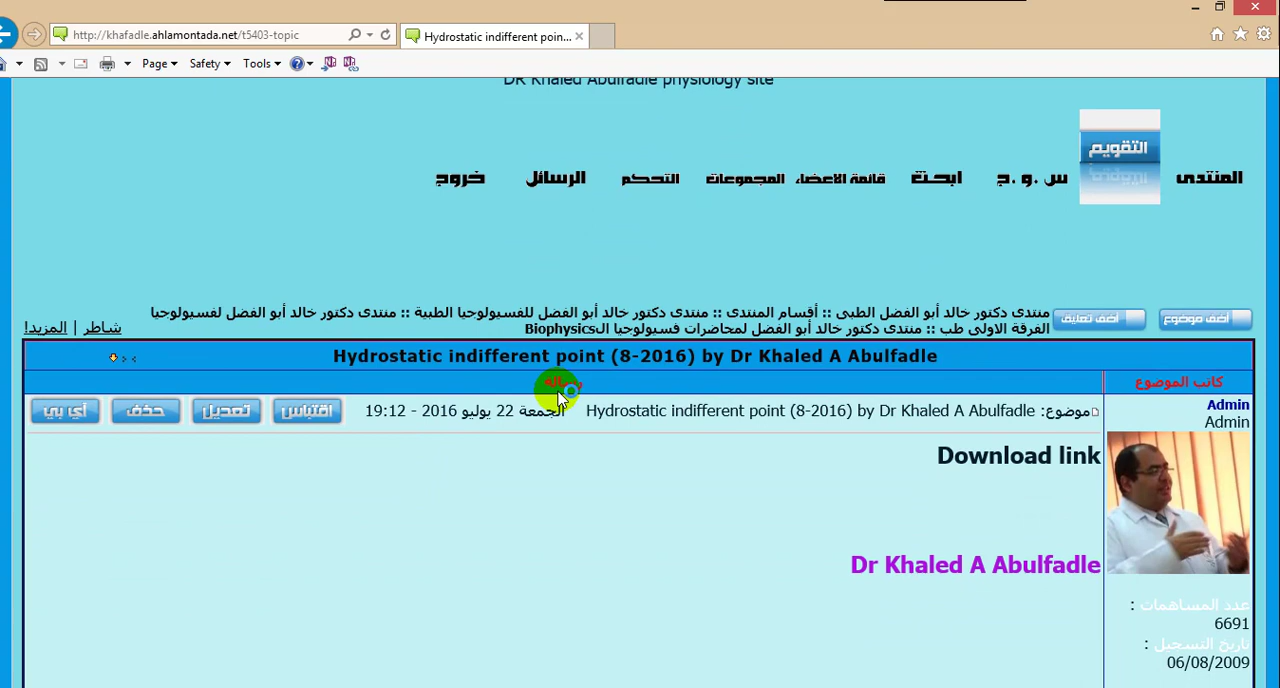 http://khafadle.ahlamontada.net/t5403-topic
Hydrostatic indifferent poin...
Page
Safety
Tools
DR Khaled Abulfadle physiology site
المنتدى
التقويم
س.و.ج
ابحث
قائمة الاعضاء
المجموعات
التحكم
الرسائل
خروج
أضف موضوع
أضف تعليق
منتدى دكتور خالد أبو الفضل الطبى :: أقسام المنتدى :: منتدى دكتور خالد أبو الفضل للفسيولوجيا الطبية :: منتدى دكتور خالد أبو الفضل لفسيولوجيا
الفرقة الاولى طب :: منتدى دكتور خالد أبو الفضل لمحاضرات فسيولوجيا الBiophysics
شاطر | المزيد!
Hydrostatic indifferent point (8-2016) by Dr Khaled A Abulfadle
كاتب الموضوع
رسالة
Admin
Admin
موضوع: Hydrostatic indifferent point (8-2016) by Dr Khaled A Abulfadle
الجمعة 22 يوليو 2016 - 19:12
اقتباس
تعديل
حذف
أي بي
Download link
Dr Khaled A Abulfadle
عدد المساهمات :
6691
تاريخ التسجيل :
06/08/2009